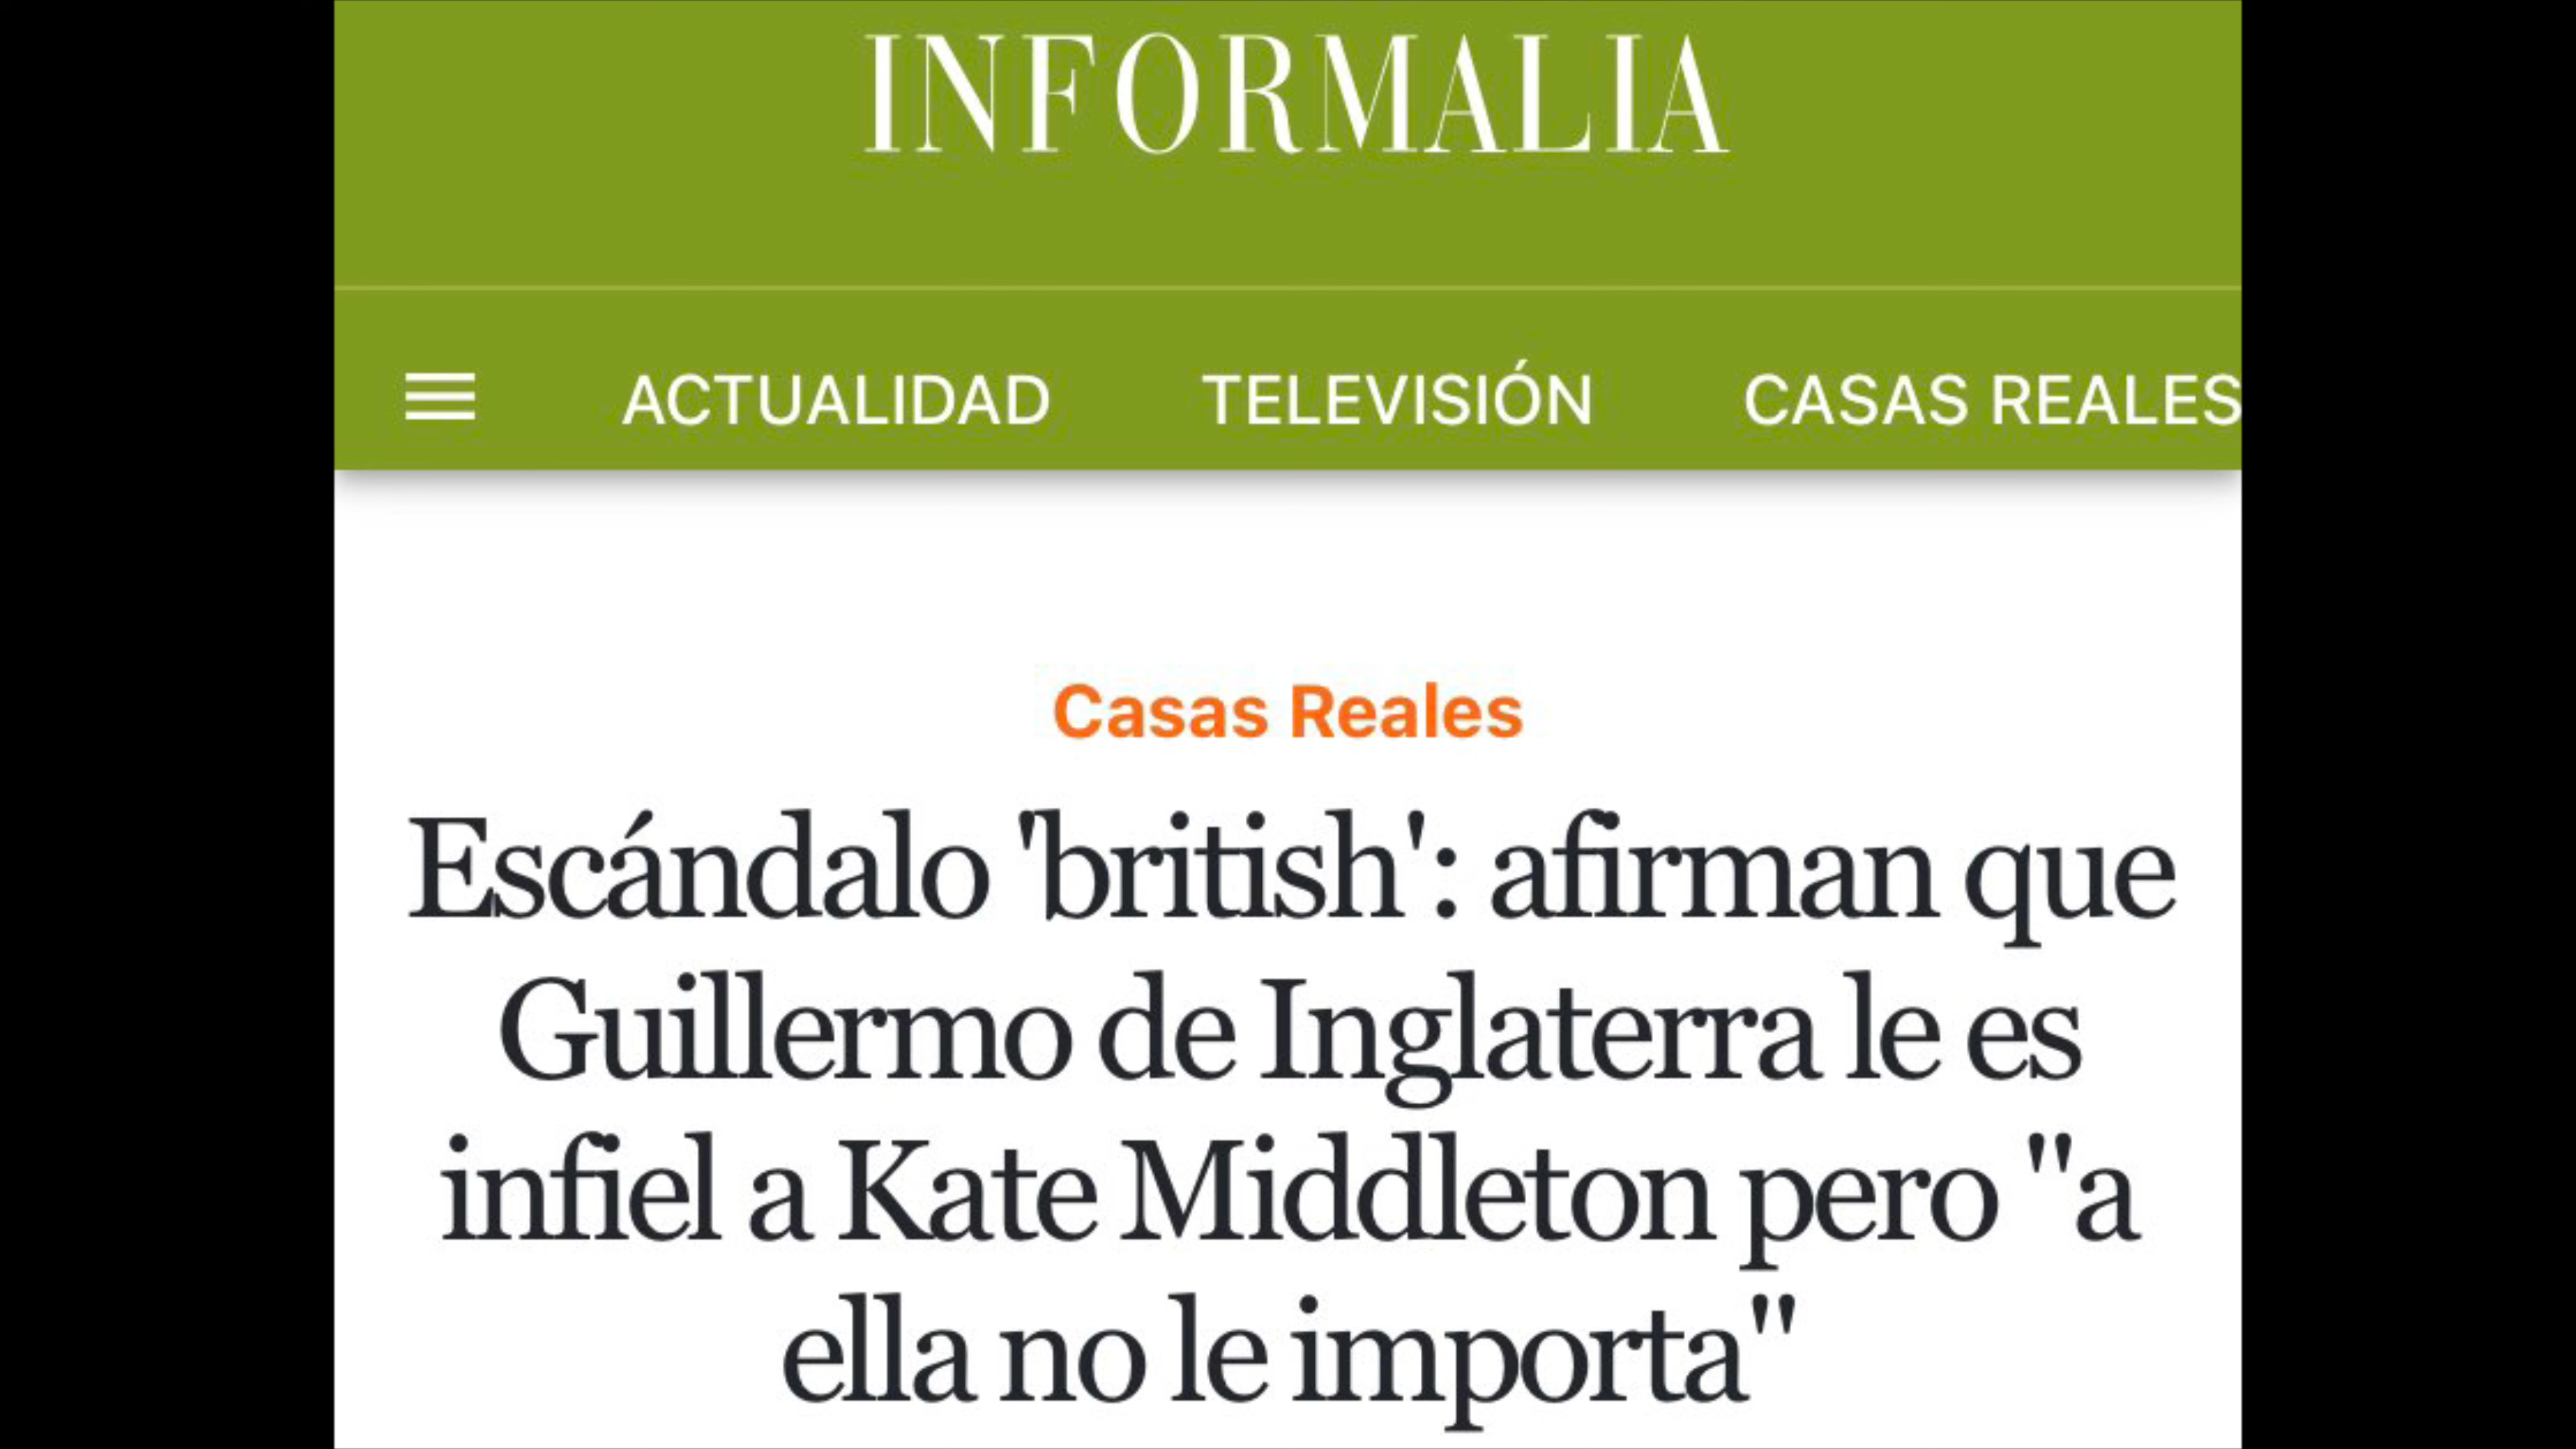 INFORMALIA
ACTUALIDAD TELEVISIÓN CASAS REALES
Casas Reales
Escándalo 'british': afirman que
Guillermo de Inglaterra le es
infiel a Kate Middleton pero "a
ella no le importa"